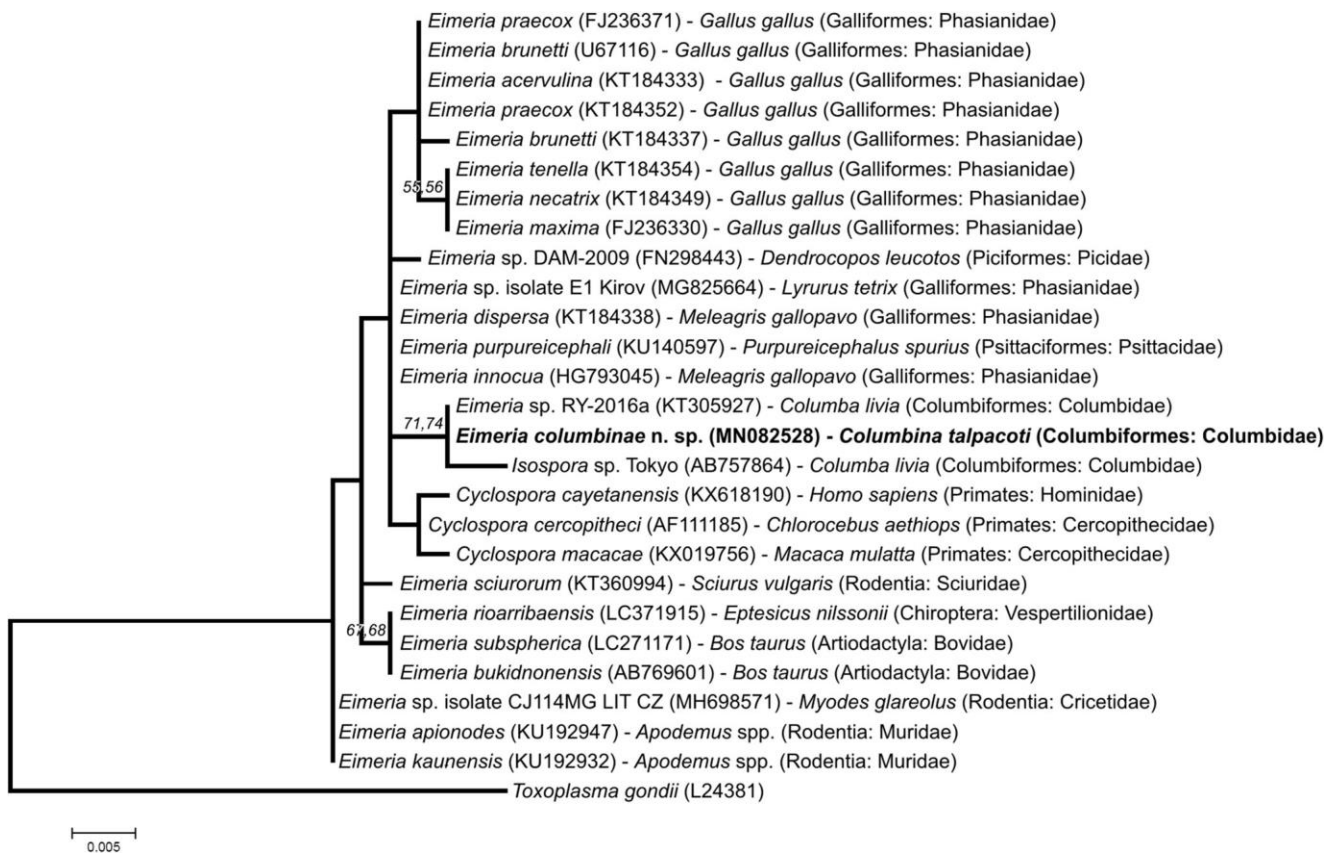 Eimeria praecox (FJ236371) - Gallus gallus (Galliformes: Phasianidae)
Eimeria brunetti (U67116) - Gallus gallus (Galliformes: Phasianidae)
Eimeria acervulina (KT184333) - Gallus gallus (Galliformes: Phasianidae)
Eimeria praecox (KT184352) - Gallus gallus (Galliformes: Phasianidae)
Eimeria brunetti (KT184337) - Gallus gallus (Galliformes: Phasianidae)
Eimeria tenella (KT184354) - Gallus gallus (Galliformes: Phasianidae)
55,56
Eimeria necatrix (KT184349) - Gallus gallus (Galliformes: Phasianidae)
Eimeria maxima (FJ236330) - Gallus gallus (Galliformes: Phasianidae)
Eimeria sp. DAM-2009 (FN298443) - Dendrocopos leucotos (Piciformes: Picidae)
Eimeria sp. isolate E1 Kirov (MG825664) - Lyrurus tetrix (Galliformes: Phasianidae)
Eimeria dispersa (KT184338) - Meleagris gallopavo (Galliformes: Phasianidae)
Eimeria purpureicephali (KU140597) - Purpureicephalus spurius (Psittaciformes: Psittacidae)
Eimeria innocua (HG793045) - Meleagris gallopavo (Galliformes: Phasianidae)
Eimeria sp. RY-2016a (KT305927) - Columba livia (Columbiformes: Columbidae)
71,74
Eimeria columbinae n. sp. (MN082528) - Columbina talpacoti (Columbiformes: Columbidae)
Isospora sp. Tokyo (AB757864) - Columba livia (Columbiformes: Columbidae)
Cyclospora cayetanensis (KX618190) - Homo sapiens (Primates: Hominidae)
Cyclospora cercopitheci (AF111185) - Chlorocebus aethiops (Primates: Cercopithecidae)
Cyclospora macacae (KX019756) - Macaca mulatta (Primates: Cercopithecidae)
Eimeria sciurorum (KT360994) - Sciurus vulgaris (Rodentia: Sciuridae)
Eimeria rioarribaensis (LC371915) - Eptesicus nilssonii (Chiroptera: Vespertilionidae)
67,68
Eimeria subspherica (LC271171) - Bos taurus (Artiodactyla: Bovidae)
Eimeria bukidnonensis (AB769601) - Bos taurus (Artiodactyla: Bovidae)
Eimeria sp. isolate CJ114MG LIT CZ (MH698571) - Myodes glareolus (Rodentia: Cricetidae)
Eimeria apionodes (KU192947) - Apodemus spp. (Rodentia: Muridae)
Eimeria kaunensis (KU192932) - Apodemus spp. (Rodentia: Muridae)
Toxoplasma gondii (L24381)
0.005